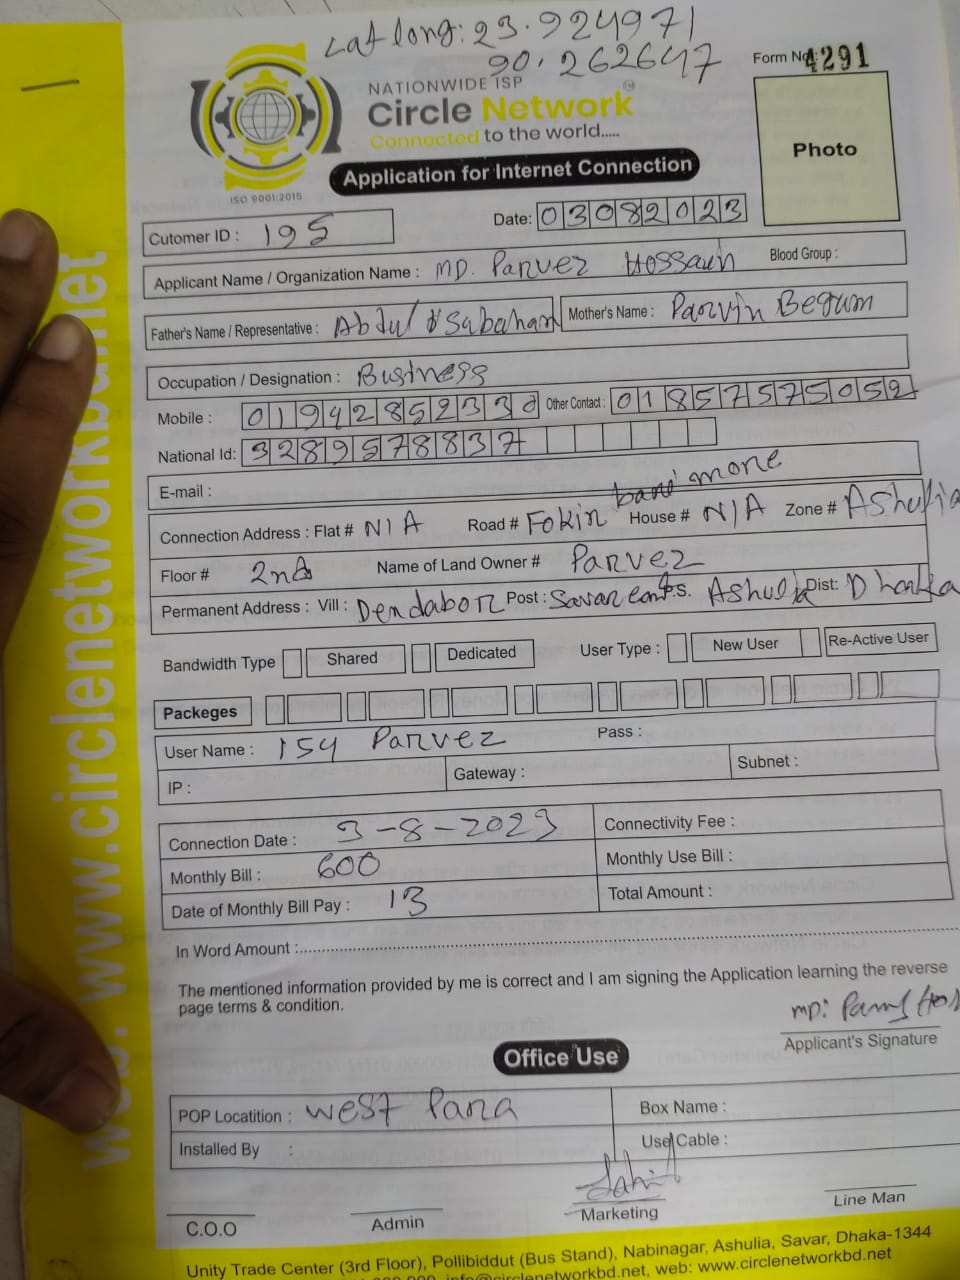 Lat long: 23.924971
90.262647
Form No: 4291
NATIONWIDE ISP
Circle Network
Connected to the world.....
ISO 9001:2015
Application for Internet Connection
Photo
Date: 03082023
Cutomer ID : 195
Applicant Name / Organization Name : MD. Parvez Hossain Blood Group :
Father's Name / Representative : Abdul Mother's Name : Parvin Begum
Occupation / Designation : Business
Mobile : 0194285233 Other Contact : 01857575052
National Id: 3289578837
E-mail :
Connection Address : Flat # N/A Road # Fokir bari more House # N/A Zone # Ashulia
Floor # 2nd Name of Land Owner # Parvez
Permanent Address : Vill : Dendabor Post : Savar cant P.S. Ashulia Dist: Dhaka
Bandwidth Type Shared Dedicated User Type : New User Re-Active User
Packeges
User Name : 154 Parvez Pass :
IP : Gateway : Subnet :
Connection Date : 3-8-2023 Connectivity Fee :
Monthly Bill : 600 Monthly Use Bill :
Date of Monthly Bill Pay : 13 Total Amount :
In Word Amount :
The mentioned information provided by me is correct and I am signing the Application learning the reverse
page terms & condition.
MD:
Applicant's Signature
Office Use
POP Locatition : West Para Box Name :
Installed By : Use Cable :
C.O.O Admin Marketing Line Man
Unity Trade Center (3rd Floor), Pollibiddut (Bus Stand), Nabinagar, Ashulia, Savar, Dhaka-1344
info@circlenetworkbd.net, web: www.circlenetworkbd.net
www.circlenetworkbd.net